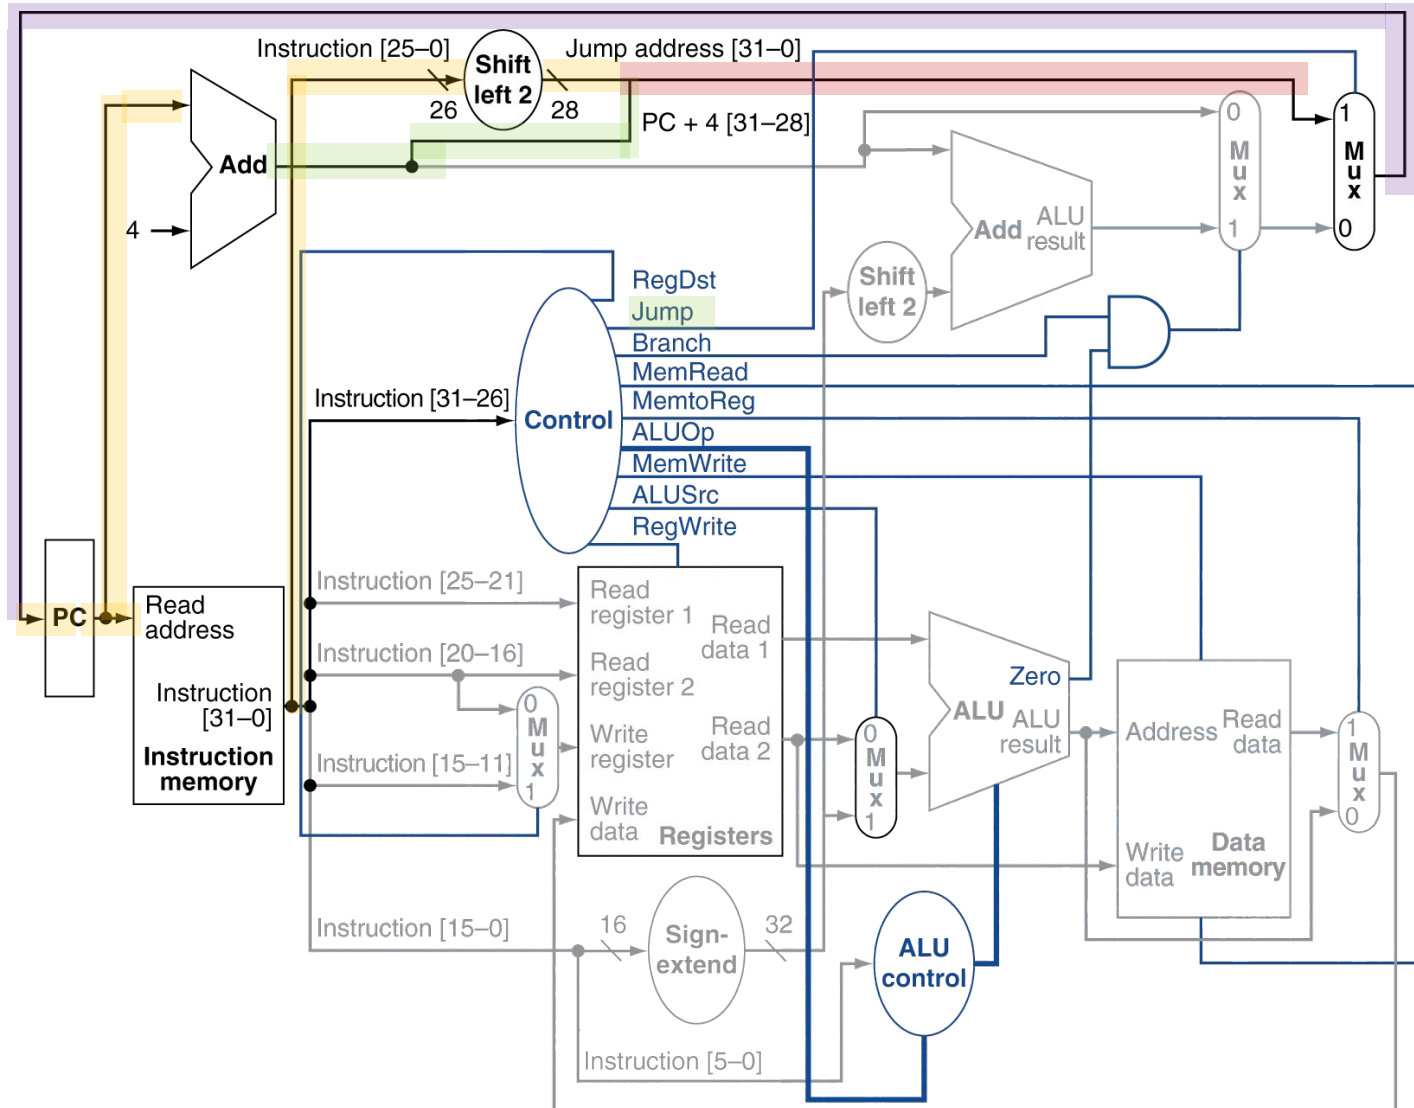 Instruction [25–0]
Shift
left 2
Jump address [31–0]
26
28
PC + 4 [31–28]
Add
4
0
M
u
x
1
1
M
u
x
0
Add
ALU
result
Shift
left 2
RegDst
Jump
Branch
MemRead
MemtoReg
ALUOp
MemWrite
ALUSrc
RegWrite
Instruction [31–26]
Control
PC
Read
address
Instruction
[31–0]
Instruction
memory
Instruction [25–21]
Instruction [20–16]
Instruction [15–11]
0
M
u
x
1
Read
register 1
Read
register 2
Write
register
Write
data
Read
data 1
Read
data 2
Registers
0
M
u
x
1
Zero
ALU
ALU
result
Address
Read
data
Write
data
Data
memory
1
M
u
x
0
Instruction [15–0]
16
Sign-
extend
32
ALU
control
Instruction [5–0]